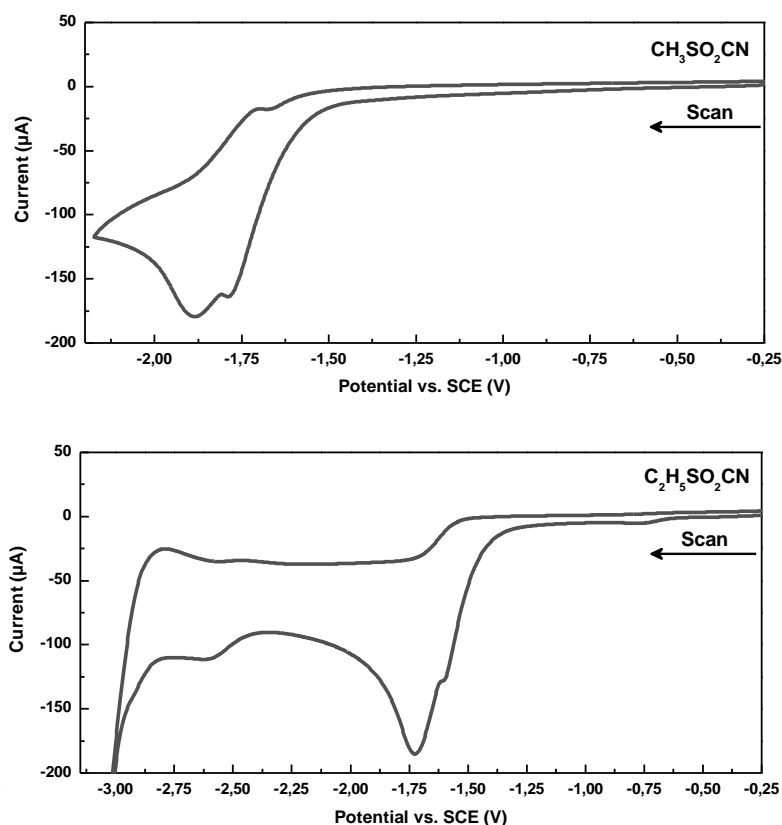 50
CH₃SO₂CN
0
Scan
-50
Current (µA)
-100
-150
-200
-2,00 -1,75 -1,50 -1,25 -1,00 -0,75 -0,50 -0,25
Potential vs. SCE (V)
50
C₂H₅SO₂CN
0
Scan
-50
Current (µA)
-100
-150
-200
-3,00 -2,75 -2,50 -2,25 -2,00 -1,75 -1,50 -1,25 -1,00 -0,75 -0,50 -0,25
Potential vs. SCE (V)